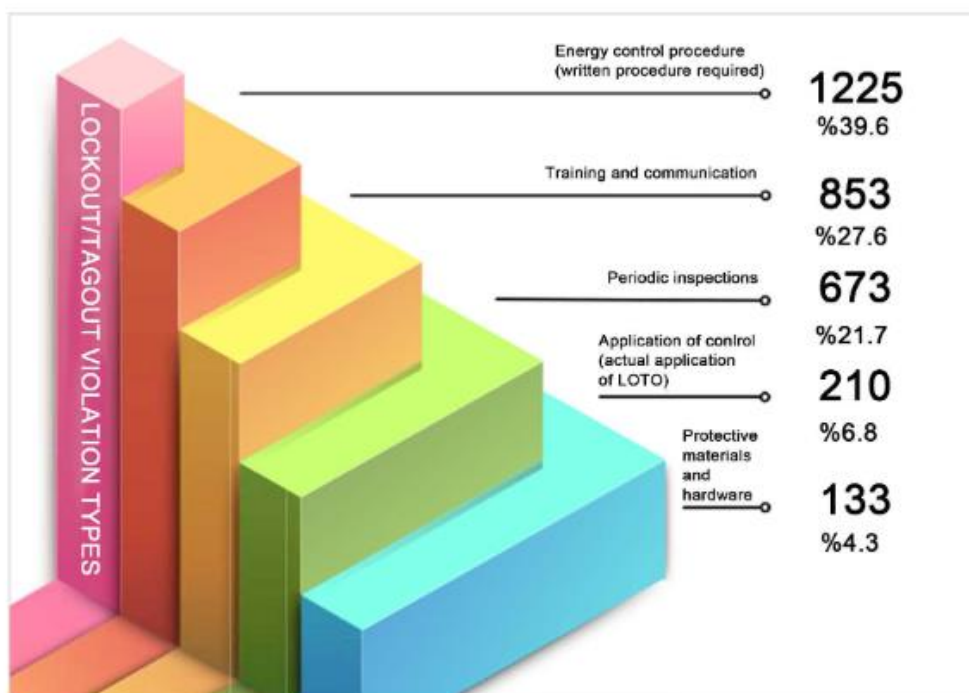 LOCKOUT/TAGOUT VIOLATION TYPES
Energy control procedure
(written procedure required)
1225
%39.6
Training and communication
853
%27.6
Periodic inspections
673
%21.7
Application of conlrol
(actual application
of LOTO)
210
%6.8
Protective
materials
and
hardware
133
%4.3